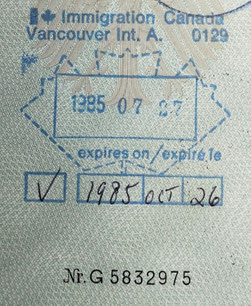 Immigration Canada
Vancouver Int. A. 0129
1985 07 27
expires on / expire le
✓ 1985 OCT 26
Nr. G 5832975